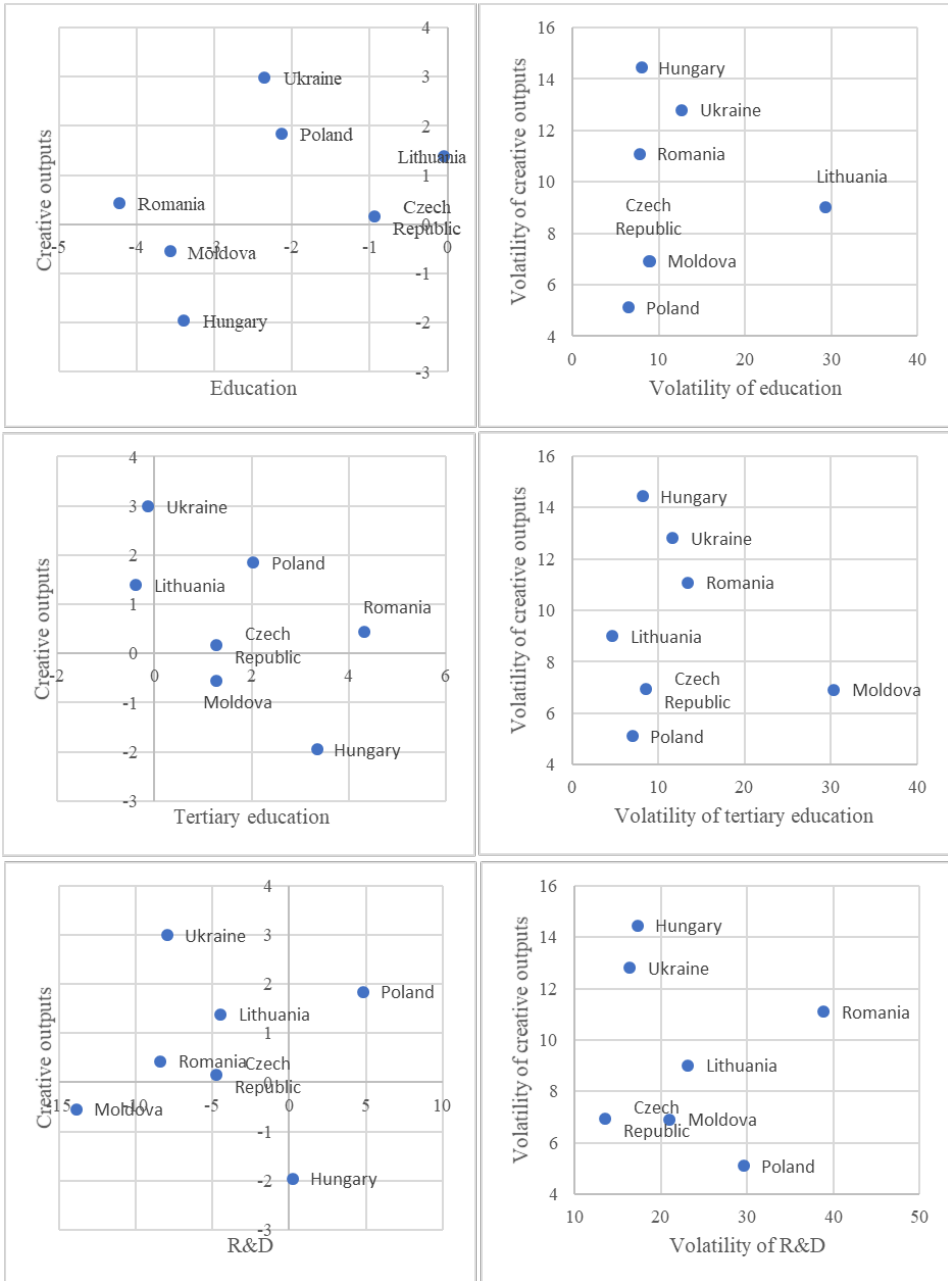 4
3
2
1
0
-1
-2
-3
-5
-4
-3
-2
-1
0
Creative outputs
Ukraine
Poland
Lithuania
Romania
Czech
Republic
Moldova
Hungary
Education
16
14
12
10
8
6
4
Volatility of creative outputs
Hungary
Ukraine
Romania
Lithuania
Czech
Republic
Moldova
Poland
0
10
20
30
40
Volatility of education
4
3
2
1
0
-1
-2
-3
Creative outputs
Ukraine
Poland
Lithuania
Romania
Czech
Republic
-2
0
2
4
6
Moldova
Hungary
Tertiary education
16
14
12
10
8
6
4
Volatility of creative outputs
Hungary
Ukraine
Romania
Lithuania
Czech
Republic
Moldova
Poland
0
10
20
30
40
Volatility of tertiary education
4
3
2
1
0
-1
-2
-3
Creative outputs
Ukraine
Poland
Lithuania
Romania
Czech
Republic
-15
-10
-5
0
5
10
Moldova
Hungary
R&D
16
14
12
10
8
6
4
Volatility of creative outputs
Hungary
Ukraine
Romania
Lithuania
Czech
Republic
Moldova
Poland
10
20
30
40
50
Volatility of R&D